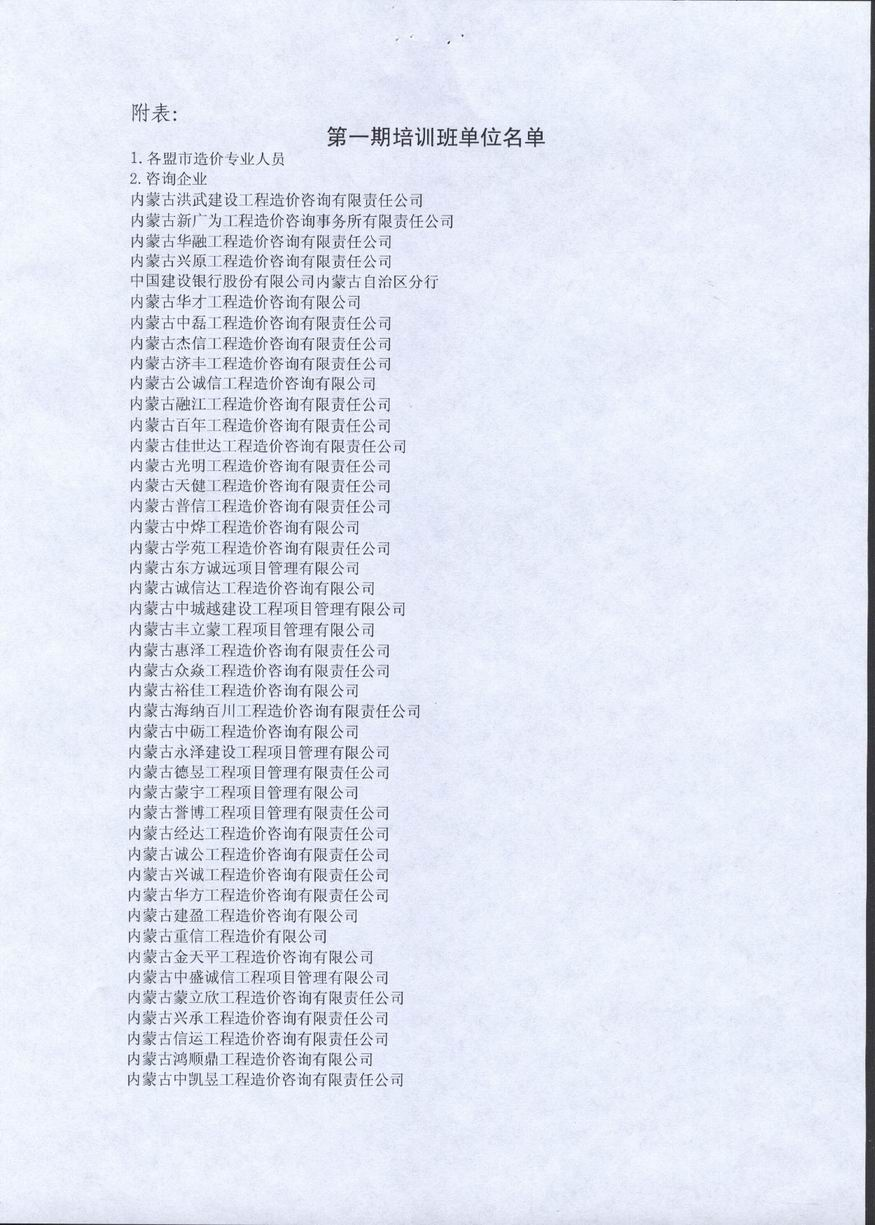 附表:
第一期培训班单位名单
1.各盟市造价专业人员
2.咨询企业
内蒙古洪武建设工程造价咨询有限责任公司
内蒙古新广为工程造价咨询事务所有限责任公司
内蒙古华融工程造价咨询有限责任公司
内蒙古兴原工程造价咨询有限责任公司
中国建设银行股份有限公司内蒙古自治区分行
内蒙古华才工程造价咨询有限公司
内蒙古中磊工程造价咨询有限责任公司
内蒙古杰信工程造价咨询有限责任公司
内蒙古济丰工程造价咨询有限责任公司
内蒙古公诚信工程造价咨询有限公司
内蒙古融江工程造价咨询有限责任公司
内蒙古百年工程造价咨询有限责任公司
内蒙古佳世达工程造价咨询有限责任公司
内蒙古光明工程造价咨询有限责任公司
内蒙古天健工程造价咨询有限责任公司
内蒙古普信工程造价咨询有限责任公司
内蒙古中烨工程造价咨询有限公司
内蒙古学苑工程造价咨询有限责任公司
内蒙古东方诚远项目管理有限公司
内蒙古诚信达工程造价咨询有限公司
内蒙古中城越建设工程项目管理有限公司
内蒙古丰立蒙工程项目管理有限公司
内蒙古惠泽工程造价咨询有限责任公司
内蒙古众焱工程造价咨询有限责任公司
内蒙古裕佳工程造价咨询有限公司
内蒙古海纳百川工程造价咨询有限责任公司
内蒙古中砺工程造价咨询有限公司
内蒙古永泽建设工程项目管理有限公司
内蒙古德昱工程项目管理有限责任公司
内蒙古蒙宇工程项目管理有限公司
内蒙古誉博工程项目管理有限责任公司
内蒙古经达工程造价咨询有限责任公司
内蒙古诚公工程造价咨询有限责任公司
内蒙古兴诚工程造价咨询有限责任公司
内蒙古华方工程造价咨询有限责任公司
内蒙古建盈工程造价咨询有限公司
内蒙古重信工程造价有限公司
内蒙古金天平工程造价咨询有限公司
内蒙古中盛诚信工程项目管理有限公司
内蒙古蒙立欣工程造价咨询有限责任公司
内蒙古兴承工程造价咨询有限责任公司
内蒙古信运工程造价咨询有限责任公司
内蒙古鸿顺鼎工程造价咨询有限公司
内蒙古中凯昱工程造价咨询有限责任公司